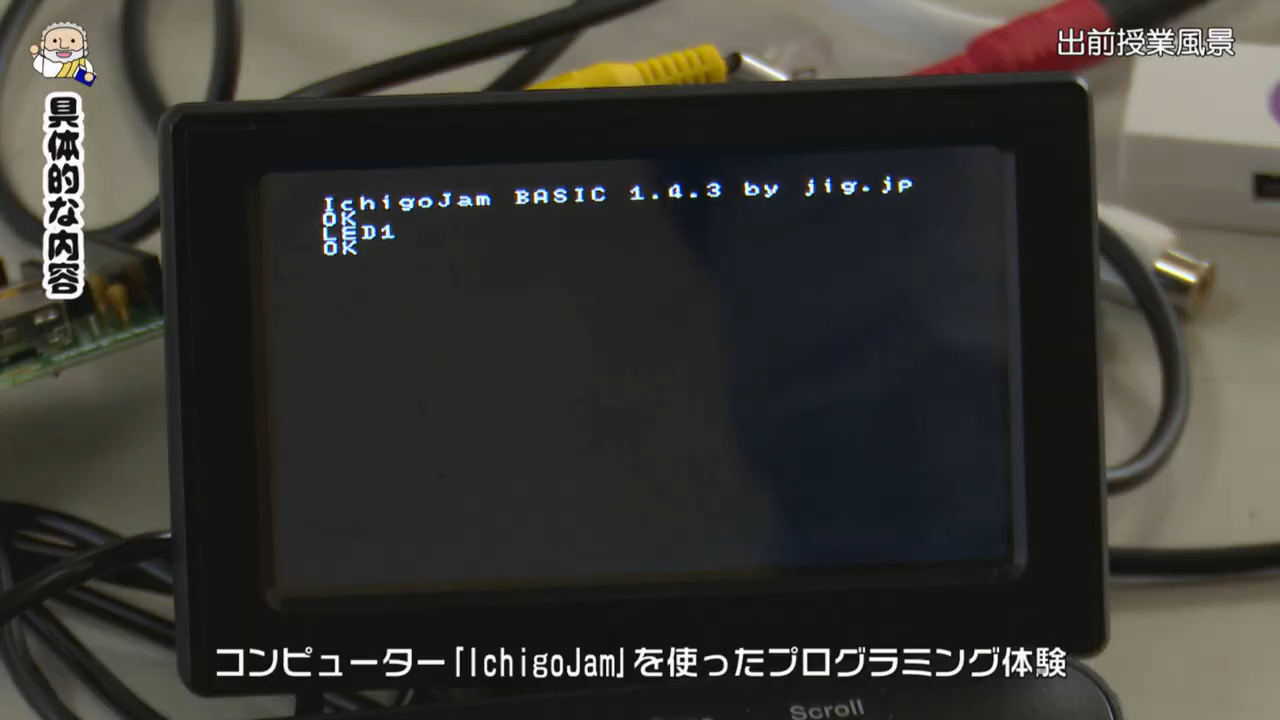 出前授業風景
具体的な内容
IchigoJam BASIC 1.4.3 by jig.jp
OK
LED1
OK
コンピューター「IchigoJam」を使ったプログラミング体験
Scroll